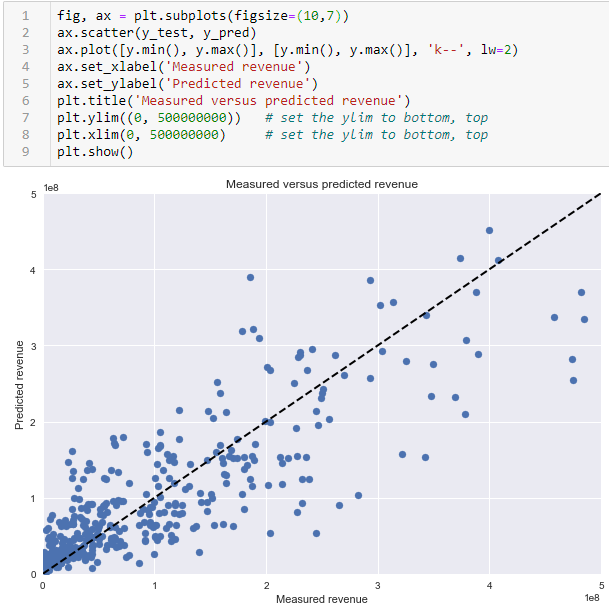 1 fig, ax = plt.subplots(figsize=(10,7))
2 ax.scatter(y_test, y_pred)
3 ax.plot([y.min(), y.max()], [y.min(), y.max()], 'k--', lw=2)
4 ax.set_xlabel('Measured revenue')
5 ax.set_ylabel('Predicted revenue')
6 plt.title('Measured versus predicted revenue')
7 plt.ylim((0, 500000000)) # set the ylim to bottom, top
8 plt.xlim(0, 500000000) # set the ylim to bottom, top
9 plt.show()
Measured versus predicted revenue
1e8
5
4
3
2
1
0
Predicted revenue
0 1 2 3 4 5
1e8
Measured revenue